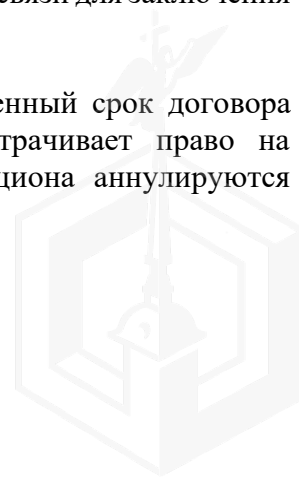 связи для заключения
енный срок договора
трачивает право на
циона аннулируются